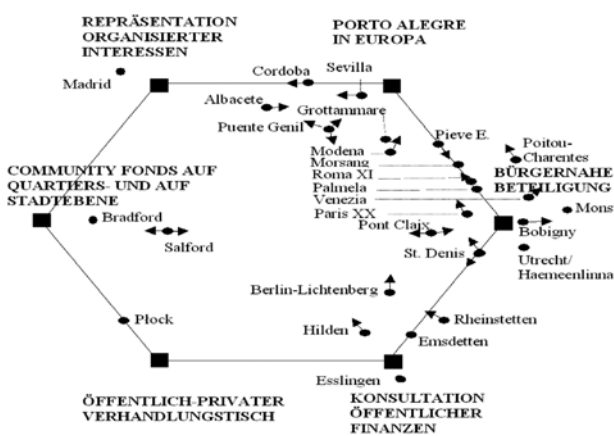 REPRÄSENTATION
ORGANISIERTER
INTERESSEN
PORTO ALEGRE
IN EUROPA
Madrid
Cordoba
Sevilla
Albacete
Grottammare
Puente Genil
Pieve E.
Modena
Morsang
Roma XI
Palmela
Venezia
Paris XX
Poitou-
Charentes
BÜRGERNAHE
BETEILIGUNG
COMMUNITY FONDS AUF
QUARTIERS- UND AUF
STADTEBENE
Bradford
Salford
Pont Claix
Mons
Bobigny
St. Denis
Utrecht/
Haemeenlinna
Berlin-Lichtenberg
Plock
Hilden
Rheinstetten
Emsdetten
Esslingen
ÖFFENTLICH-PRIVATER
VERHANDLUNGSTISCH
KONSULTATION
ÖFFENTLICHER
FINANZEN